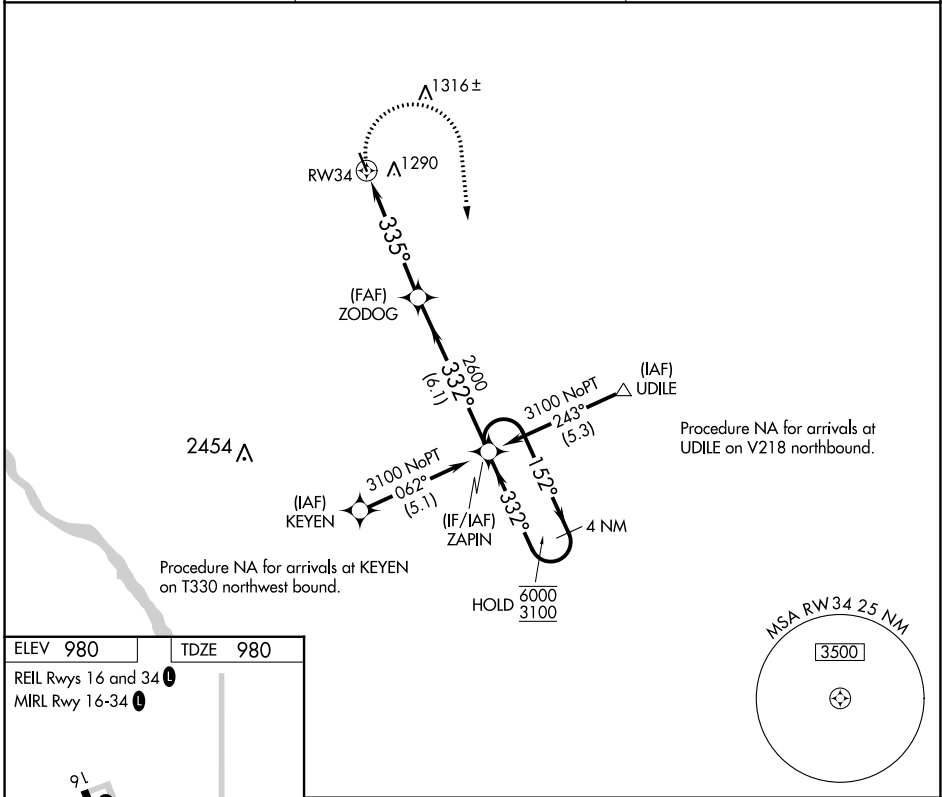 1316±
1290
RW34
335°
(FAF)
ZODOG
2600
332°
(6.1)
(IAF)
UDILE
3100 NoPT
243°
(5.3)
Procedure NA for arrivals at
UDILE on V218 northbound.
2454
3100 NoPT
062°
(5.1)
(IAF)
KEYEN
(IF/IAF)
ZAPIN
152°
332°
4 NM
HOLD
6000
3100
Procedure NA for arrivals at KEYEN
on T330 northwest bound.
MSA RW34 25 NM
3500
ELEV 980
TDZE 980
REIL Rwys 16 and 34 L
MIRL Rwy 16-34 L
16